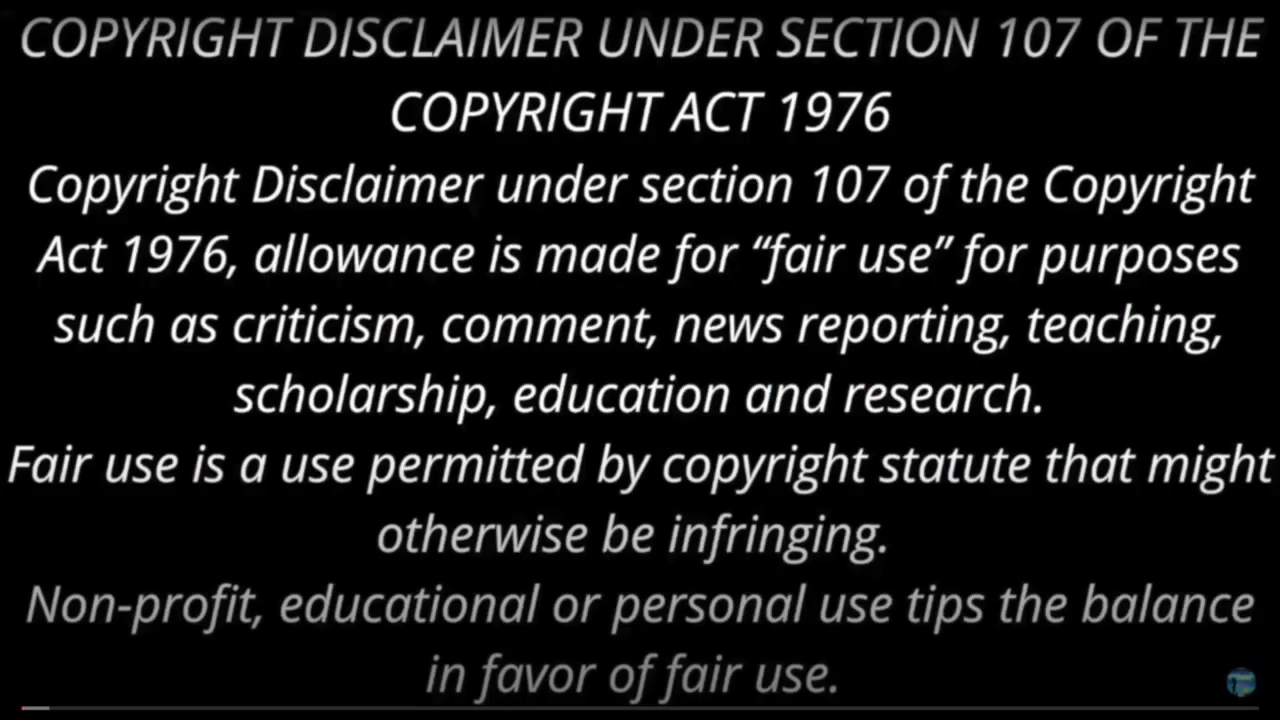 COPYRIGHT DISCLAIMER UNDER SECTION 107 OF THE
COPYRIGHT ACT 1976
Copyright Disclaimer under section 107 of the Copyright
Act 1976, allowance is made for “fair use” for purposes
such as criticism, comment, news reporting, teaching,
scholarship, education and research.
Fair use is a use permitted by copyright statute that might
otherwise be infringing.
Non-profit, educational or personal use tips the balance
in favor of fair use.